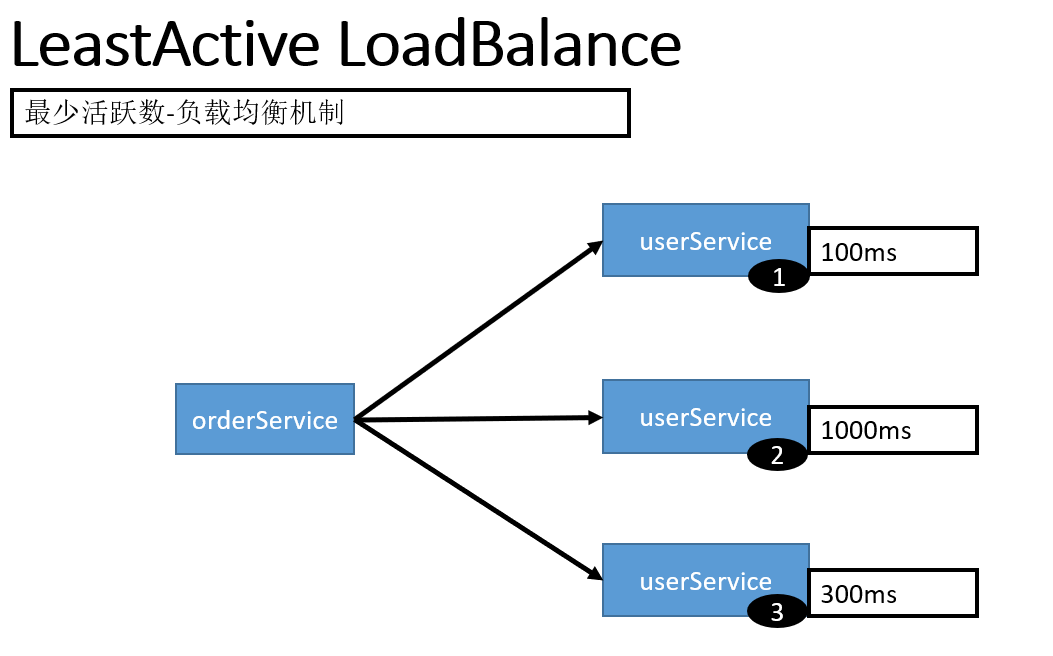 LeastActive LoadBalance
最少活跃数-负载均衡机制
userService
1
100ms
orderService
userService
2
1000ms
userService
3
300ms